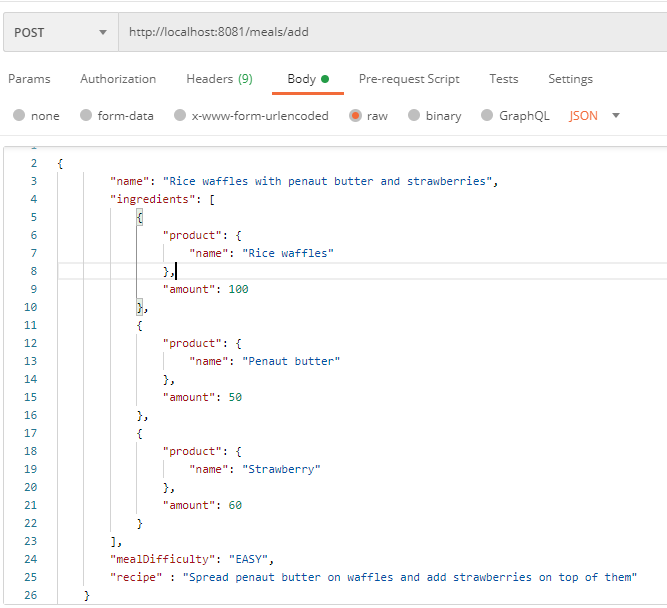 POST http://localhost:8081/meals/add
Params Authorization Headers (9) Body Pre-request Script Tests Settings
none form-data x-www-form-urlencoded raw binary GraphQL JSON
1
2 {
3 "name": "Rice waffles with penaut butter and strawberries",
4 "ingredients": [
5 {
6 "product": {
7 "name": "Rice waffles"
8 },
9 "amount": 100
10 },
11 {
12 "product": {
13 "name": "Penaut butter"
14 },
15 "amount": 50
16 },
17 {
18 "product": {
19 "name": "Strawberry"
20 },
21 "amount": 60
22 }
23 ],
24 "mealDifficulty": "EASY",
25 "recipe" : "Spread penaut butter on waffles and add strawberries on top of them"
26 }